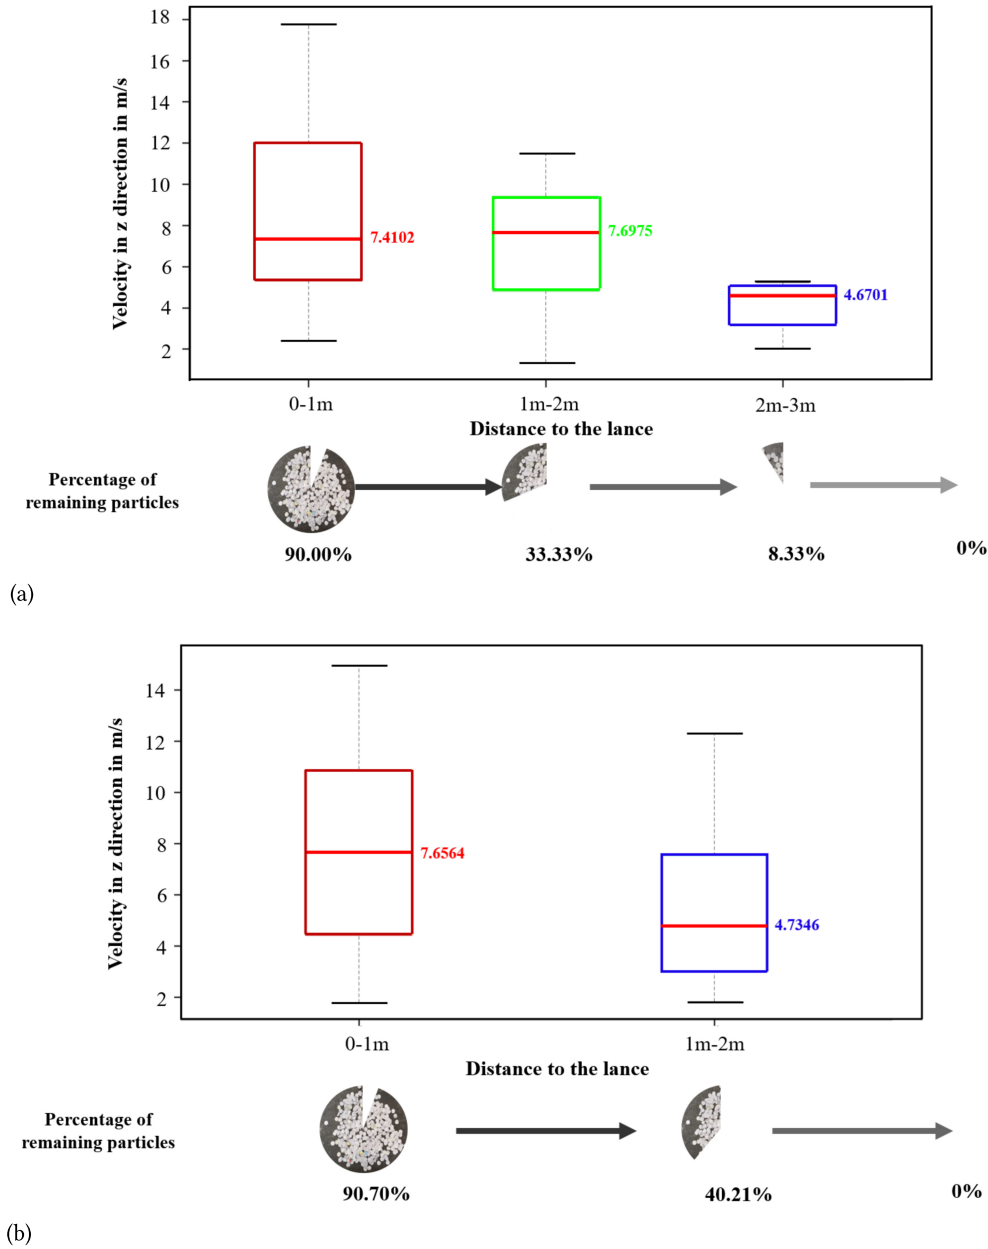 18
16
14
12
10
8
6
4
2
Velocity in z direction in m/s
7.4102
7.6975
4.6701
0-1m
1m-2m
2m-3m
Distance to the lance
Percentage of
remaining particles
90.00%
33.33%
8.33%
0%
(a)
14
12
10
8
6
4
2
Velocity in z direction in m/s
7.6564
4.7346
0-1m
1m-2m
Distance to the lance
Percentage of
remaining particles
90.70%
40.21%
0%
(b)